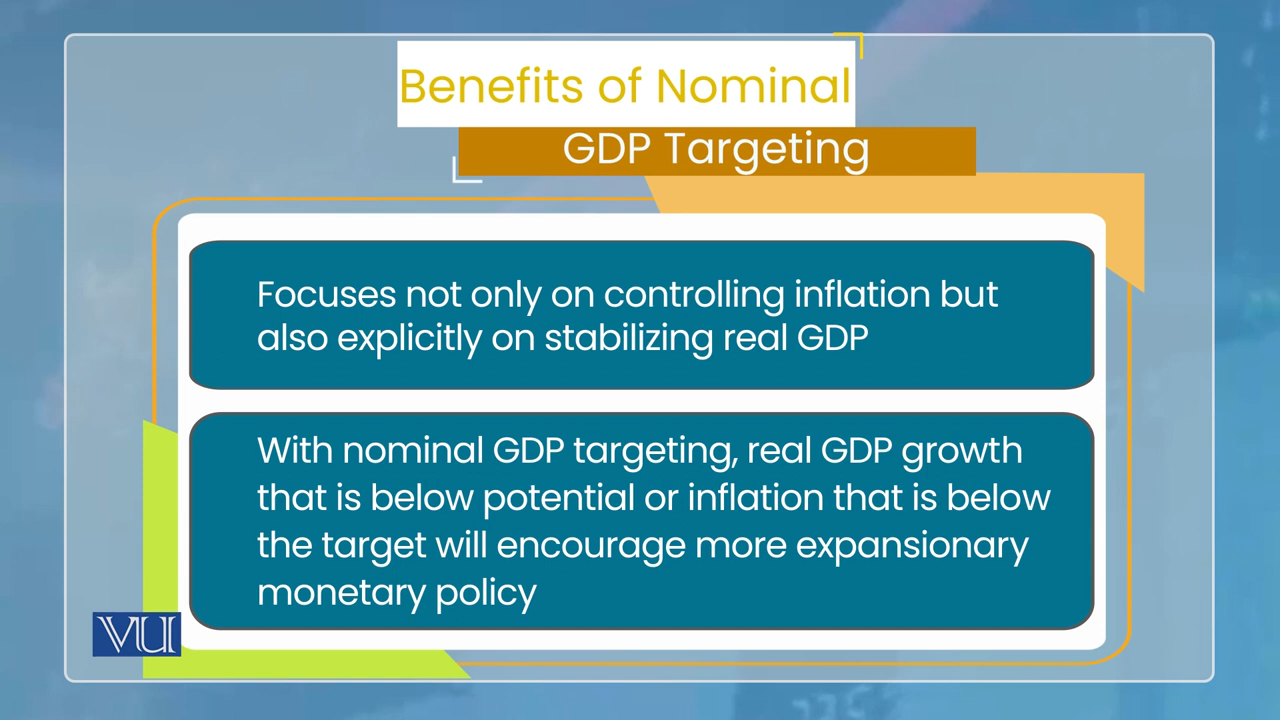 Benefits of Nominal
GDP Targeting
Focuses not only on controlling inflation but
also explicitly on stabilizing real GDP
With nominal GDP targeting, real GDP growth
that is below potential or inflation that is below
the target will encourage more expansionary
monetary policy
VU